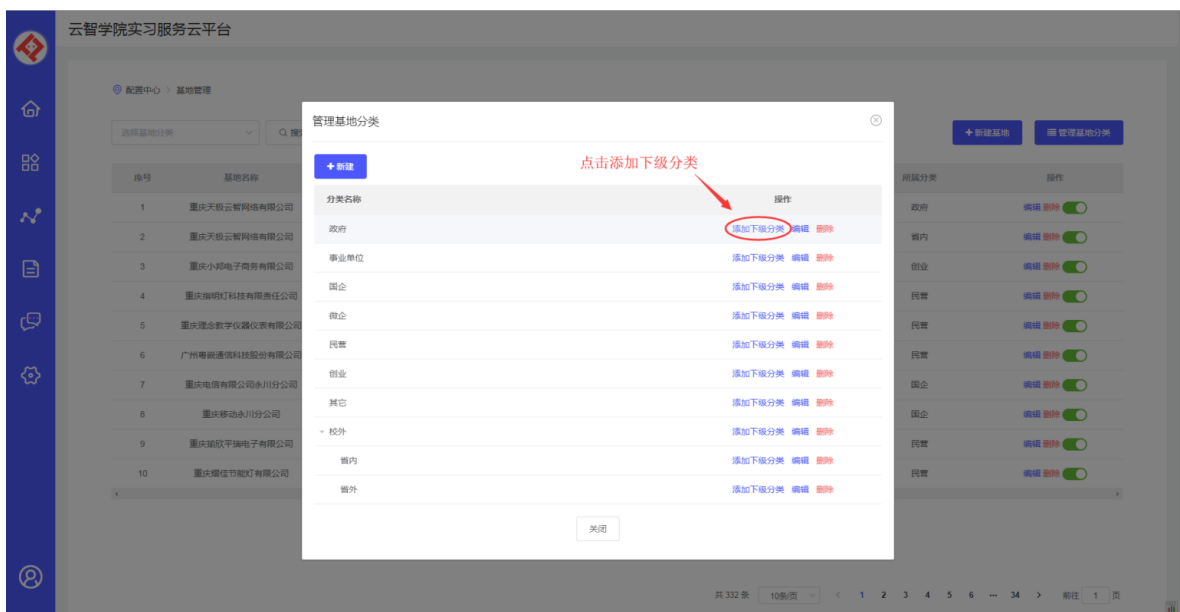 云智学院实习服务云平台
配置中心 > 基地管理
选择基地分类 搜
+新建基地 管理基地分类
序号 基地名称 所属分类 操作
1 重庆天极云智网络有限公司 政府 编辑 删除
2 重庆天极云智网络有限公司 省内 编辑 删除
3 重庆小邦电子商务有限公司 创业 编辑 删除
4 重庆指明灯科技有限责任公司 民营 编辑 删除
5 重庆理念教学仪器仪表有限公司 民营 编辑 删除
6 广州粤嵌通信科技股份有限公司 民营 编辑 删除
7 重庆电信有限公司永川分公司 国企 编辑 删除
8 重庆移动永川分公司 国企 编辑 删除
9 重庆渝欣平瑞电子有限公司 民营 编辑 删除
10 重庆熠佳节能灯有限公司 民营 编辑 删除
管理基地分类
+新建
点击添加下级分类
分类名称 操作
政府 添加下级分类 编辑 删除
事业单位 添加下级分类 编辑 删除
国企 添加下级分类 编辑 删除
微企 添加下级分类 编辑 删除
民营 添加下级分类 编辑 删除
创业 添加下级分类 编辑 删除
其它 添加下级分类 编辑 删除
校外 添加下级分类 编辑 删除
省内 添加下级分类 编辑 删除
省外 添加下级分类 编辑 删除
关闭
共 332 条 10条/页 < 1 2 3 4 5 6 ··· 34 > 前往 1 页